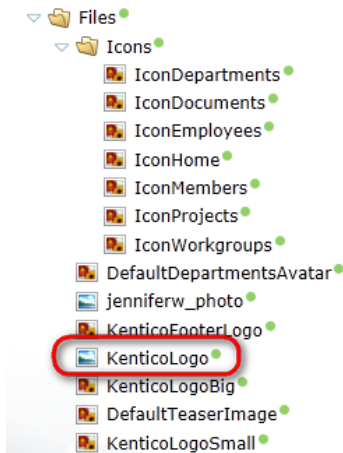 Files
Icons
IconDepartments
IconDocuments
IconEmployees
IconHome
IconMembers
IconProjects
IconWorkgroups
DefaultDepartmentsAvatar
jenniferw_photo
KenticoFooterLogo
KenticoLogo
KenticoLogoBig
DefaultTeaserImage
KenticoLogoSmall